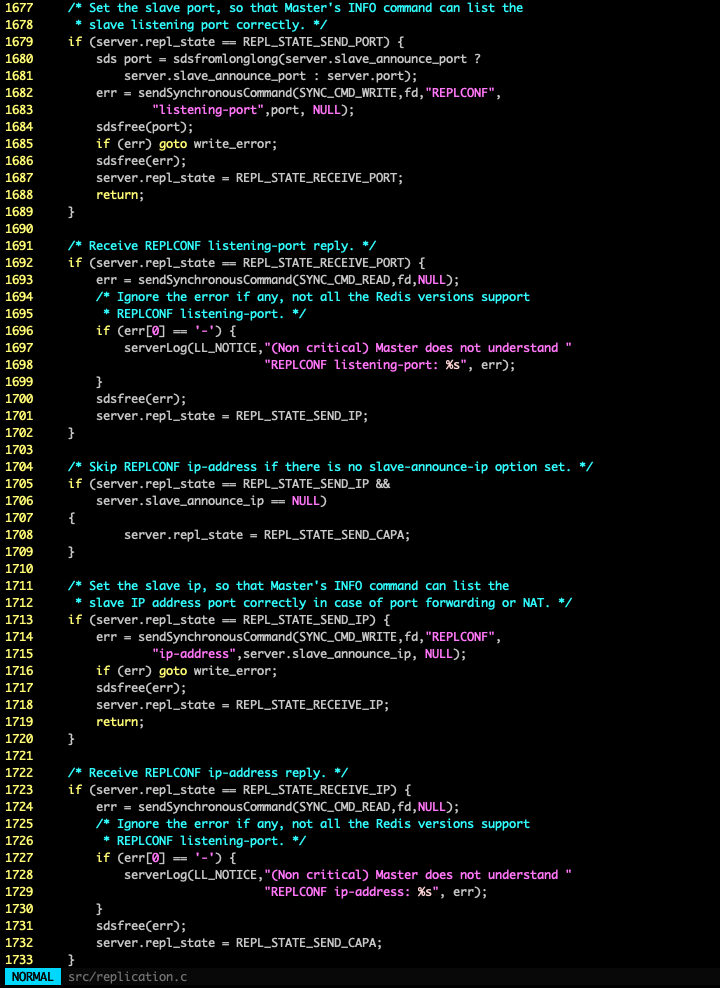 1677     /* Set the slave port, so that Master's INFO command can list the
1678      * slave listening port correctly. */
1679     if (server.repl_state == REPL_STATE_SEND_PORT) {
1680         sds port = sdsfromlonglong(server.slave_announce_port ?
1681             server.slave_announce_port : server.port);
1682         err = sendSynchronousCommand(SYNC_CMD_WRITE,fd,"REPLCONF",
1683                 "listening-port",port, NULL);
1684         sdsfree(port);
1685         if (err) goto write_error;
1686         sdsfree(err);
1687         server.repl_state = REPL_STATE_RECEIVE_PORT;
1688         return;
1689     }
1690
1691     /* Receive REPLCONF listening-port reply. */
1692     if (server.repl_state == REPL_STATE_RECEIVE_PORT) {
1693         err = sendSynchronousCommand(SYNC_CMD_READ,fd,NULL);
1694         /* Ignore the error if any, not all the Redis versions support
1695          * REPLCONF listening-port. */
1696         if (err[0] == '-') {
1697             serverLog(LL_NOTICE,"(Non critical) Master does not understand "
1698                                 "REPLCONF listening-port: %s", err);
1699         }
1700         sdsfree(err);
1701         server.repl_state = REPL_STATE_SEND_IP;
1702     }
1703
1704     /* Skip REPLCONF ip-address if there is no slave-announce-ip option set. */
1705     if (server.repl_state == REPL_STATE_SEND_IP &&
1706         server.slave_announce_ip == NULL)
1707     {
1708             server.repl_state = REPL_STATE_SEND_CAPA;
1709     }
1710
1711     /* Set the slave ip, so that Master's INFO command can list the
1712      * slave IP address port correctly in case of port forwarding or NAT. */
1713     if (server.repl_state == REPL_STATE_SEND_IP) {
1714         err = sendSynchronousCommand(SYNC_CMD_WRITE,fd,"REPLCONF",
1715                 "ip-address",server.slave_announce_ip, NULL);
1716         if (err) goto write_error;
1717         sdsfree(err);
1718         server.repl_state = REPL_STATE_RECEIVE_IP;
1719         return;
1720     }
1721
1722     /* Receive REPLCONF ip-address reply. */
1723     if (server.repl_state == REPL_STATE_RECEIVE_IP) {
1724         err = sendSynchronousCommand(SYNC_CMD_READ,fd,NULL);
1725         /* Ignore the error if any, not all the Redis versions support
1726          * REPLCONF listening-port. */
1727         if (err[0] == '-') {
1728             serverLog(LL_NOTICE,"(Non critical) Master does not understand "
1729                                 "REPLCONF ip-address: %s", err);
1730         }
1731         sdsfree(err);
1732         server.repl_state = REPL_STATE_SEND_CAPA;
1733     }
NORMAL src/replication.c